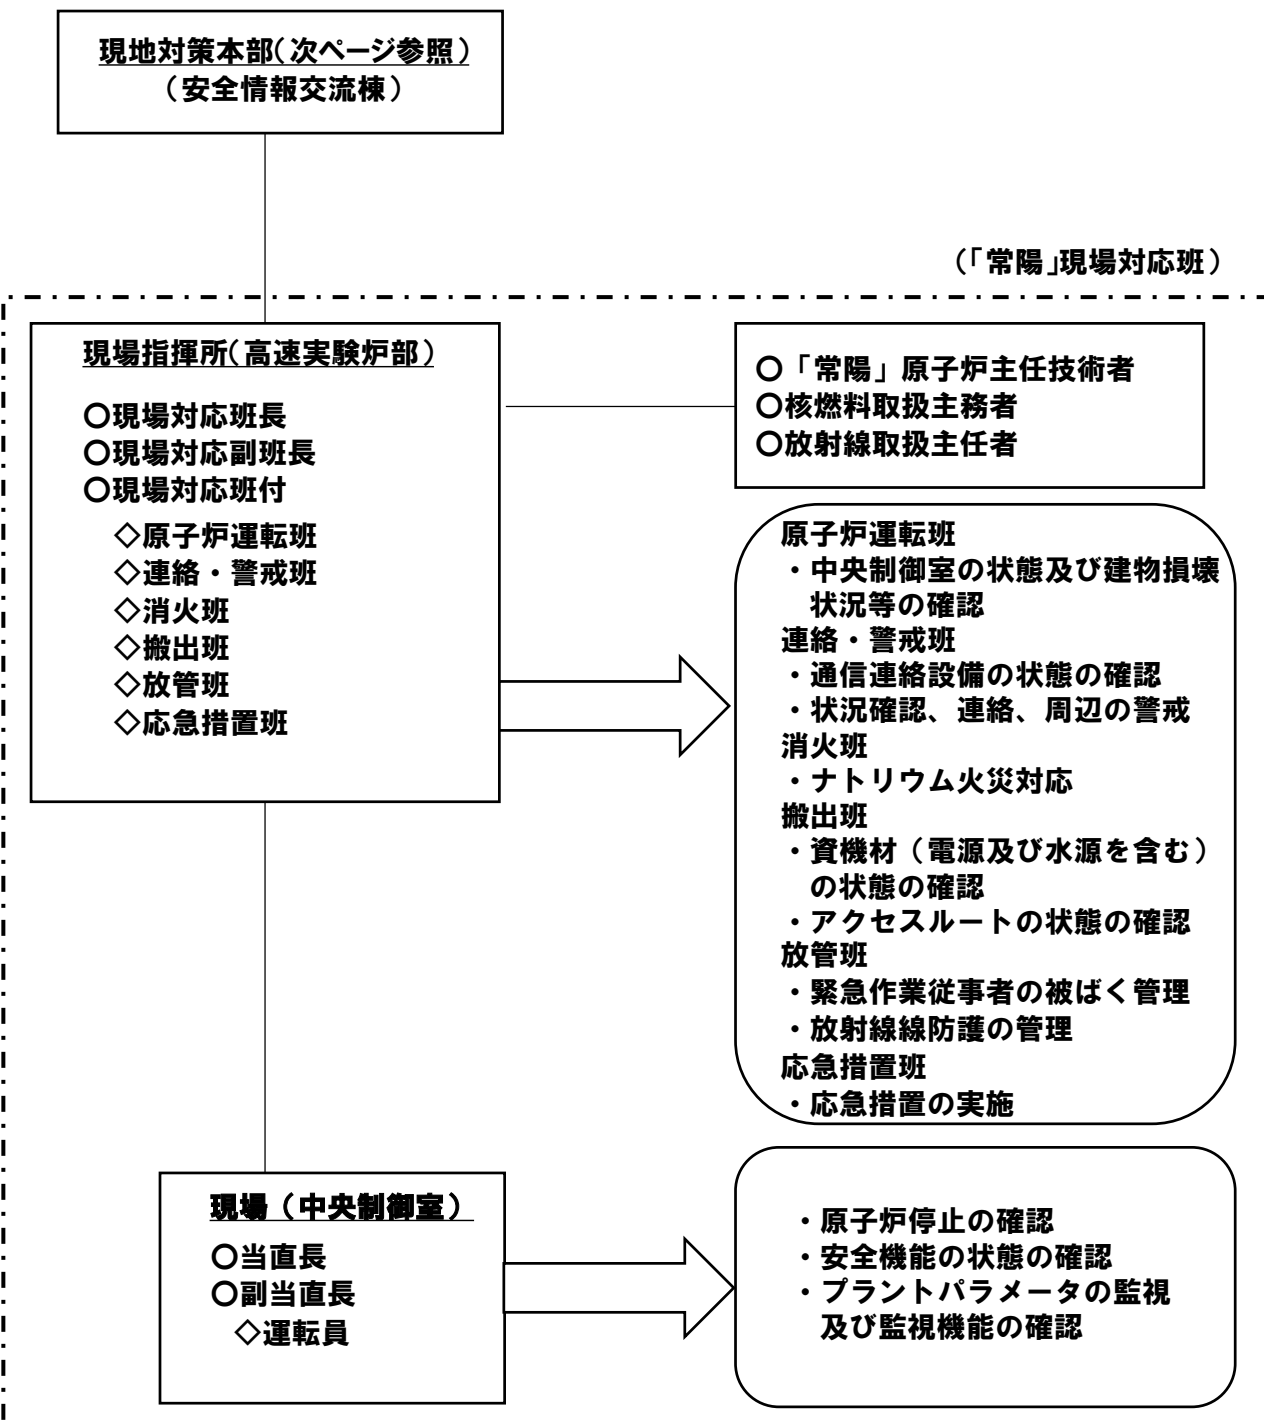 現地対策本部(次ページ参照)
(安全情報交流棟)
(「常陽」現場対応班)
現場指揮所(高速実験炉部)
○現場対応班長
○現場対応副班長
○現場対応班付
◇原子炉運転班
◇連絡・警戒班
◇消火班
◇搬出班
◇放管班
◇応急措置班
○「常陽」原子炉主任技術者
○核燃料取扱主務者
○放射線取扱主任者
原子炉運転班
・中央制御室の状態及び建物損壊
状況等の確認
連絡・警戒班
・通信連絡設備の状態の確認
・状況確認、連絡、周辺の警戒
消火班
・ナトリウム火災対応
搬出班
・資機材(電源及び水源を含む)
の状態の確認
・アクセスルートの状態の確認
放管班
・緊急作業従事者の被ばく管理
・放射線線防護の管理
応急措置班
・応急措置の実施
現場(中央制御室)
○当直長
○副当直長
◇運転員
・原子炉停止の確認
・安全機能の状態の確認
・プラントパラメータの監視
及び監視機能の確認